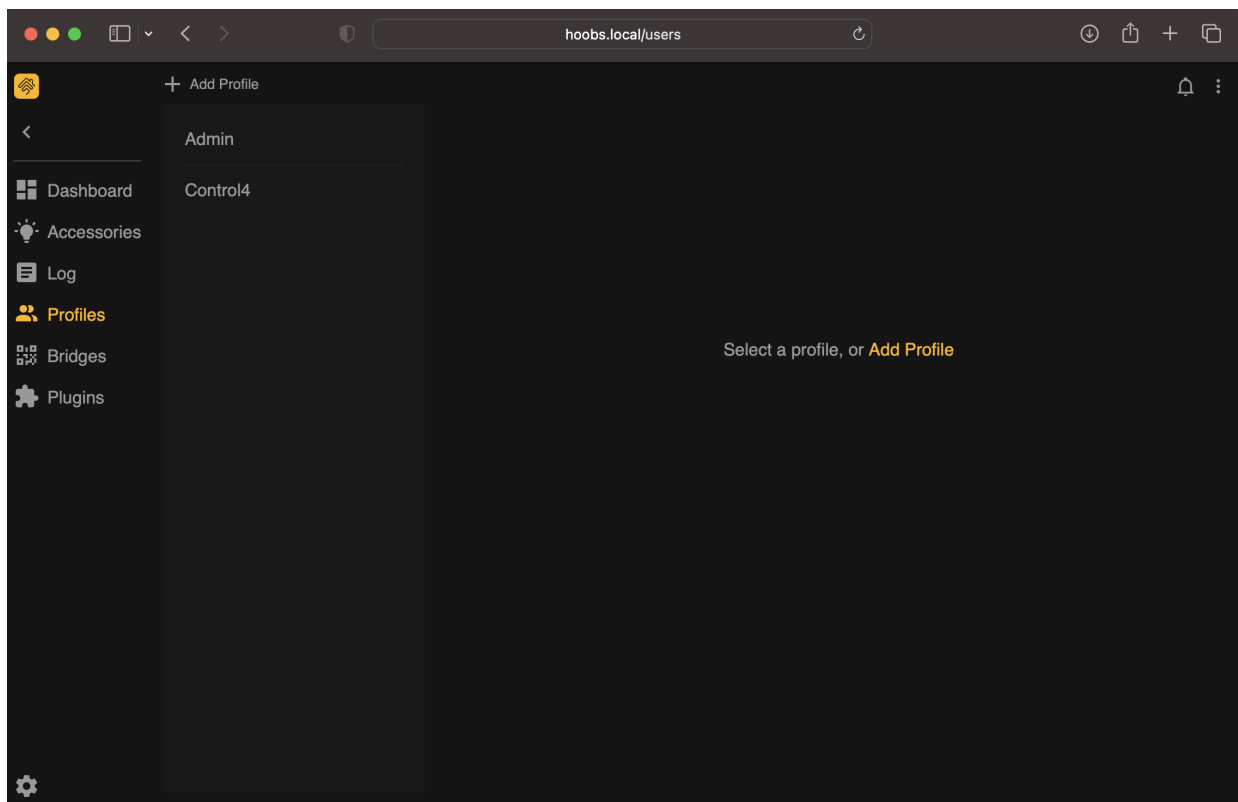 hoobs.local/users
Add Profile
Admin
Control4
Dashboard
Accessories
Log
Profiles
Bridges
Plugins
Select a profile, or Add Profile